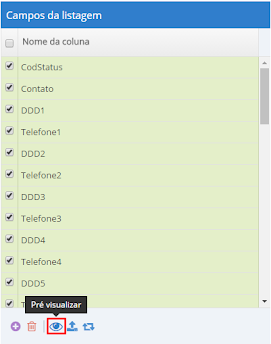 Campos da listagem
Nome da coluna
CodStatus
Contato
DDD1
Telefone1
DDD2
Telefone2
DDD3
Telefone3
DDD4
Telefone4
DDD5
Pré visualizar